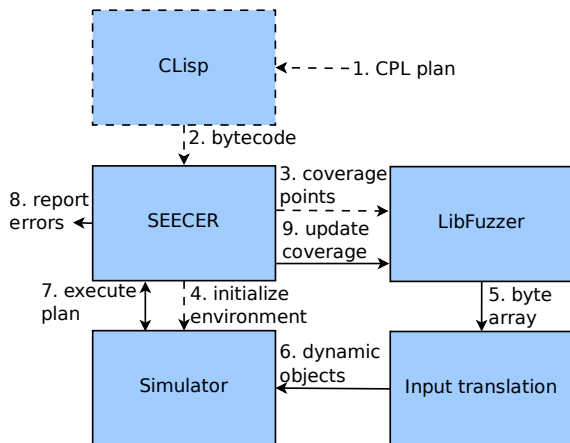 CLisp
1. CPL plan
2. bytecode
3. coverage
points
8. report
errors
SEECER
LibFuzzer
9. update
coverage
7. execute
plan
4. initialize
environment
5. byte
array
6. dynamic
objects
Simulator
Input translation